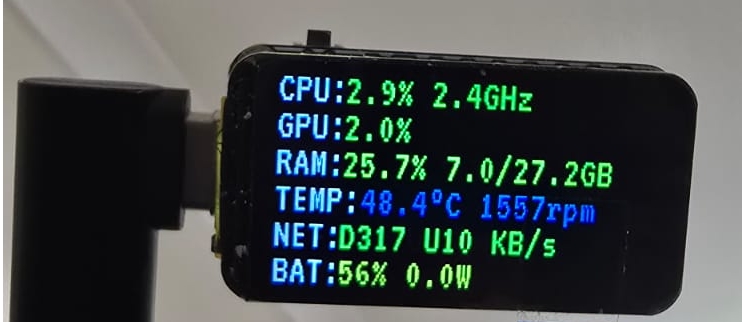 CPU:2.9% 2.4GHz
GPU:2.0%
RAM:25.7% 7.0/27.2GB
TEMP:48.4°C 1557rpm
NET:D317 U10 KB/s
BAT:56% 0.0W